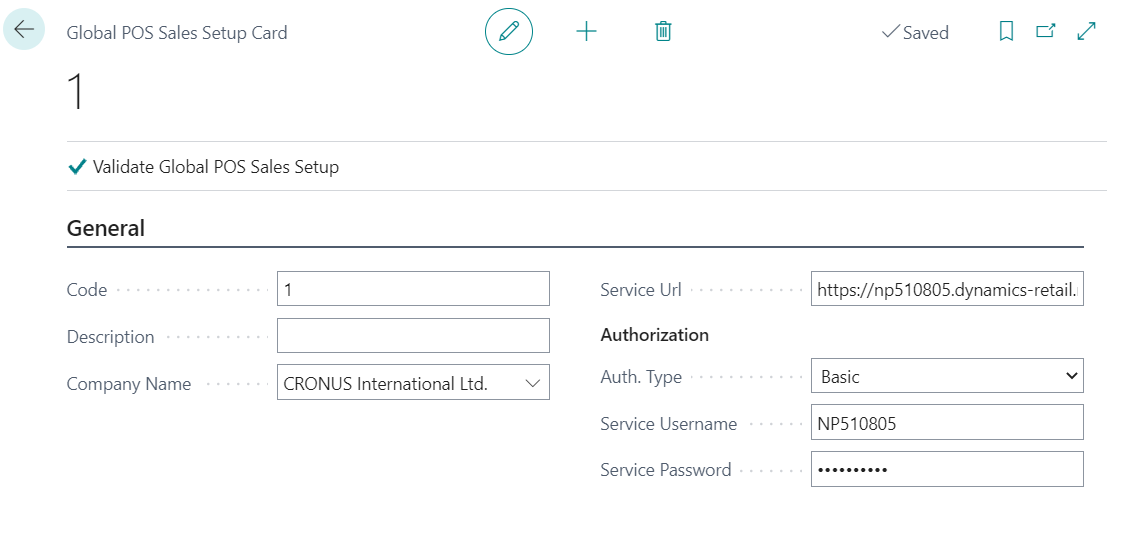 Global POS Sales Setup Card
Saved
1
Validate Global POS Sales Setup
General
Code 1
Description
Company Name CRONUS International Ltd.
Service Url https://np510805.dynamics-retail.
Authorization
Auth. Type Basic
Service Username NP510805
Service Password ••••••••••